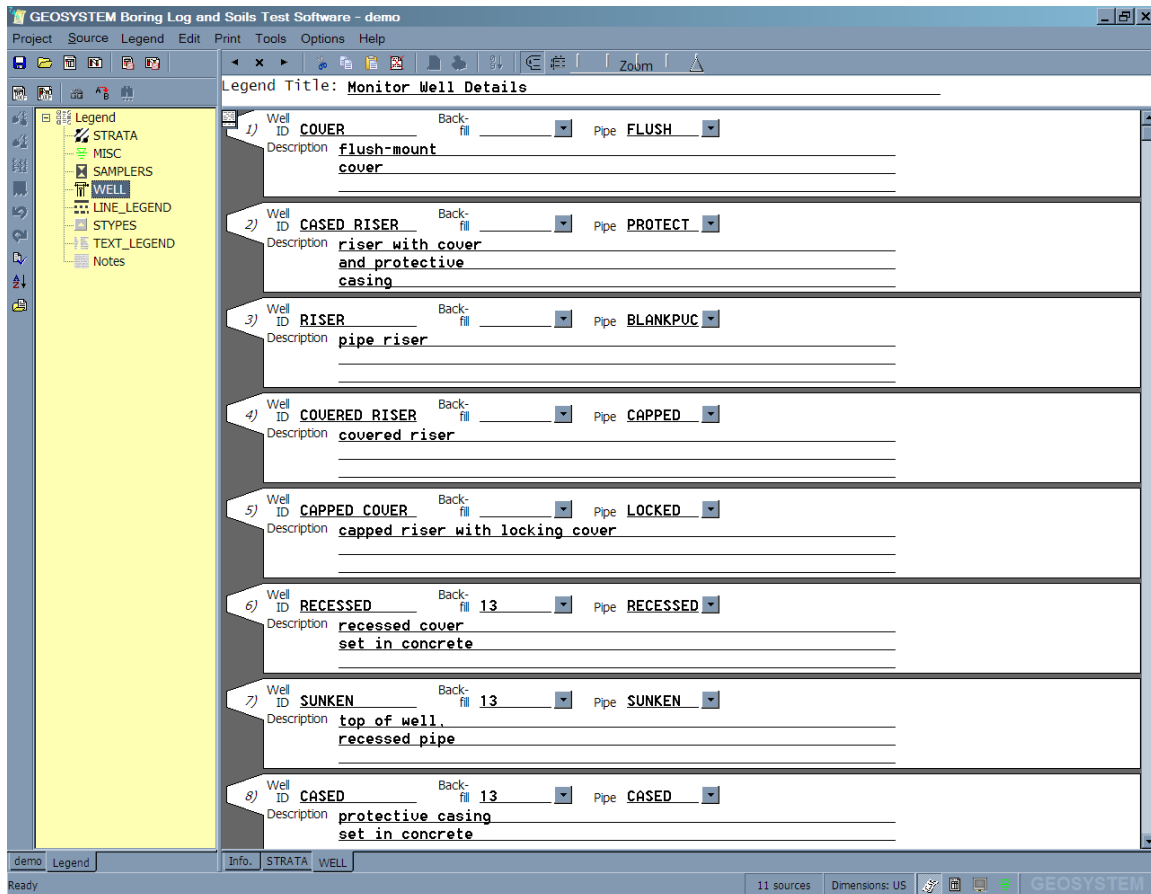 GEOSYSTEM Boring Log and Soils Test Software - demo
Project Source Legend Edit Print Tools Options Help
Zoom
Legend Title: Monitor Well Details
Legend
STRATA
MISC
SAMPLERS
WELL
LINE_LEGEND
STYPES
TEXT_LEGEND
Notes
1) Well ID COVER Back-fill Pipe FLUSH
Description flush-mount
cover
2) Well ID CASED RISER Back-fill Pipe PROTECT
Description riser with cover
and protective
casing
3) Well ID RISER Back-fill Pipe BLANKPVC
Description pipe riser
4) Well ID COVERED RISER Back-fill Pipe CAPPED
Description covered riser
5) Well ID CAPPED COVER Back-fill Pipe LOCKED
Description capped riser with locking cover
6) Well ID RECESSED Back-fill 13 Pipe RECESSED
Description recessed cover
set in concrete
7) Well ID SUNKEN Back-fill 13 Pipe SUNKEN
Description top of well,
recessed pipe
8) Well ID CASED Back-fill 13 Pipe CASED
Description protective casing
set in concrete
demo Legend Info. STRATA WELL
Ready 11 sources Dimensions: US GEOSYSTEM